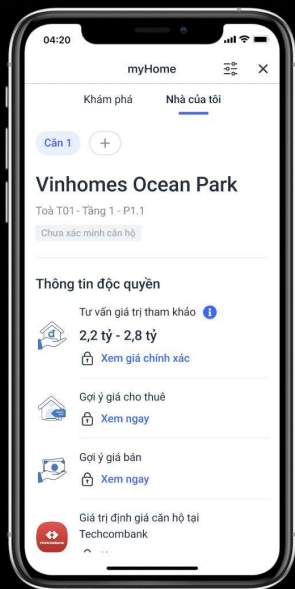 04:20
myHome
Khám phá
Nhà của tôi
Căn 1
Vinhomes Ocean Park
Toà T01 - Tầng 1 - P1.1
Chưa xác minh căn hộ
Thông tin độc quyền
Tư vấn giá trị tham khảo
2,2 tỷ - 2,8 tỷ
Xem giá chính xác
Gợi ý giá cho thuê
Xem ngay
Gợi ý giá bán
Xem ngay
Giá trị định giá căn hộ tại
Techcombank
TECHCOMBANK